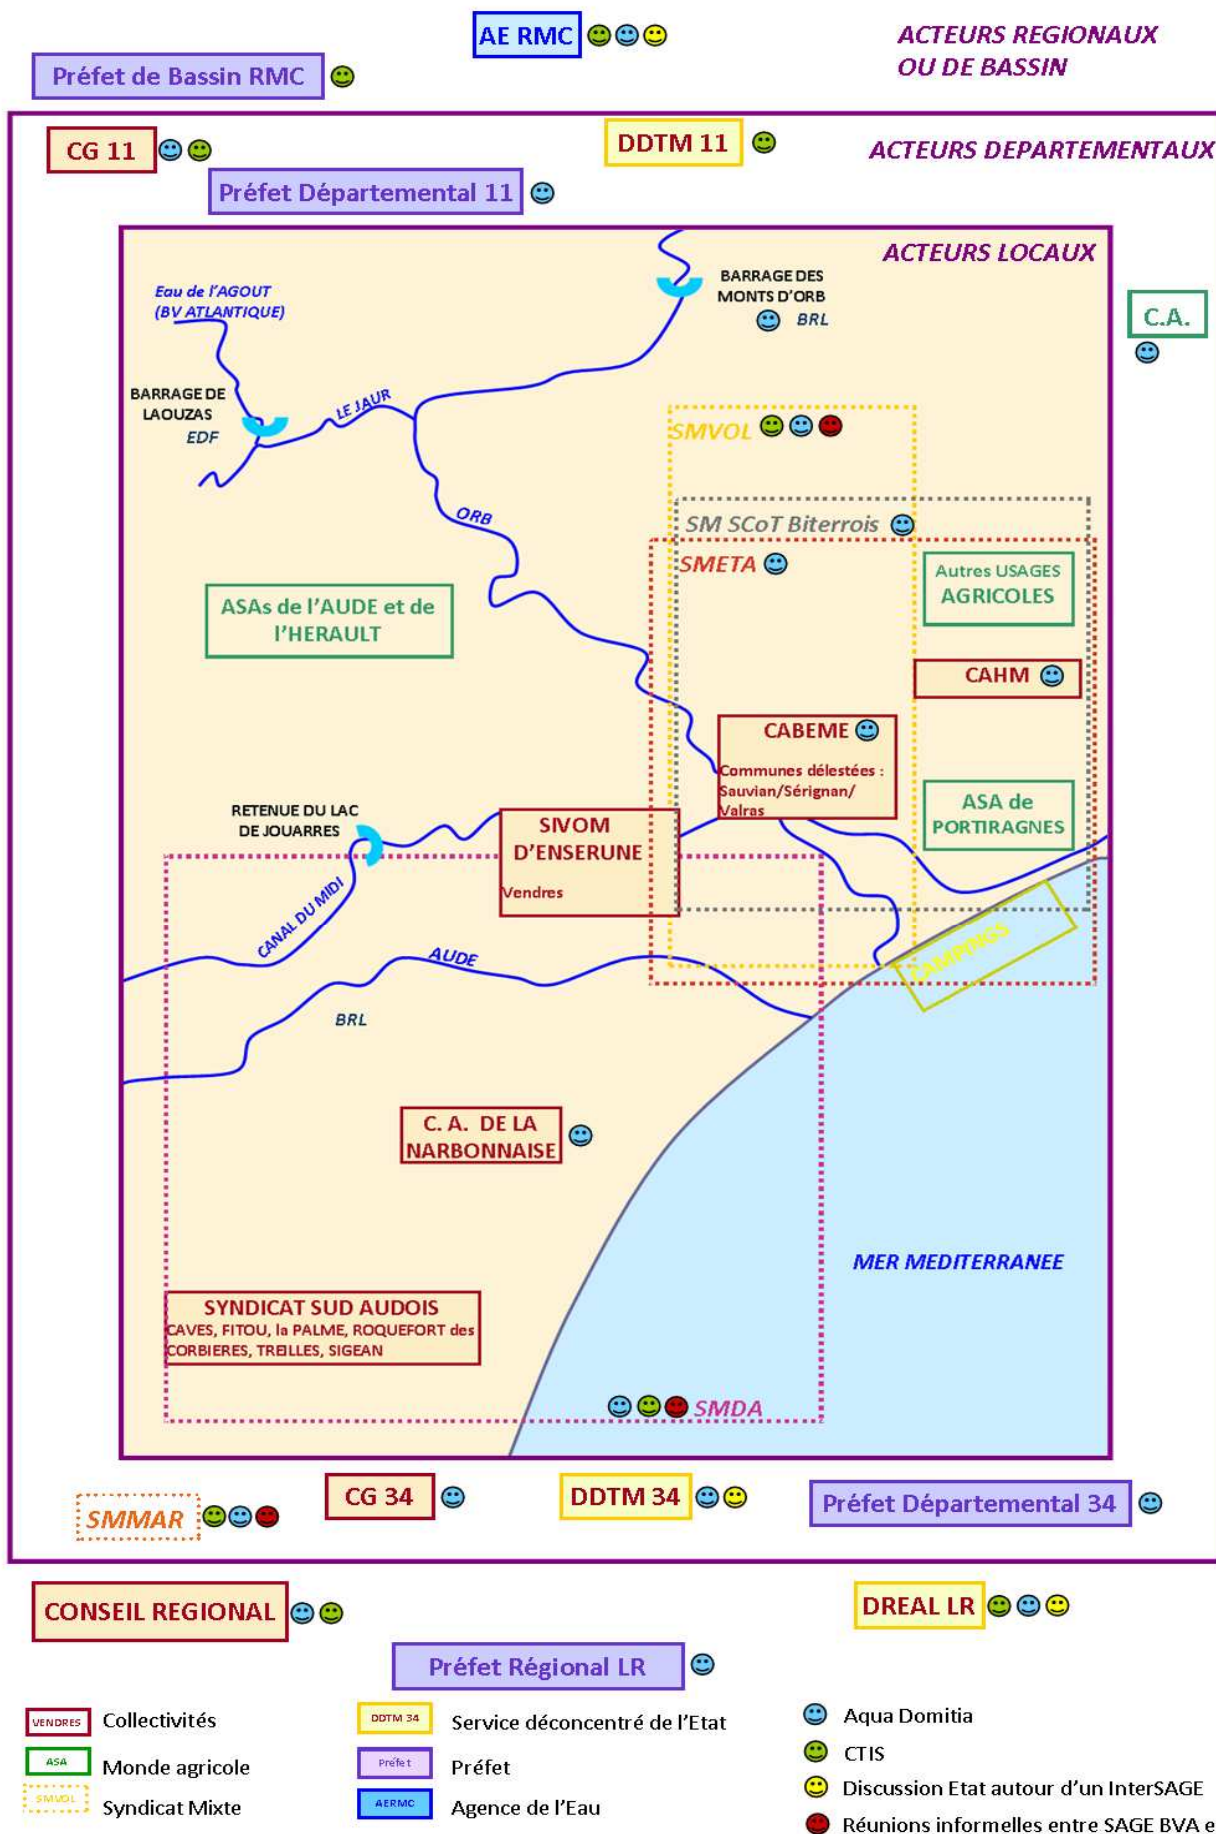 AE RMC
ACTEURS REGIONAUX
OU DE BASSIN
Préfet de Bassin RMC
CG 11
DDTM 11
ACTEURS DEPARTEMENTAUX
Préfet Départemental 11
ACTEURS LOCAUX
Eau de l'AGOUT
(BV ATLANTIQUE)
BARRAGE DES
MONTS D'ORB
BRL
C.A.
BARRAGE DE
LAOUZAS
EDF
LE JAUR
SMVOL
ORB
SM SCoT Biterrois
SMETA
Autres USAGES
AGRICOLES
ASAs de l'AUDE et de
l'HERAULT
CAHM
CABEME
Communes délestées :
Sauvian/Sérignan/
Valras
RETENUE DU LAC
DE JOUARRES
SIVOM
D'ENSERUNE
Vendres
ASA de
PORTIRAGNES
CANAL DU MIDI
AUDE
CAMPINGS
BRL
C. A. DE LA
NARBONNAISE
MER MEDITERRANEE
SYNDICAT SUD AUDOIS
CAVES, FITOU, la PALME, ROQUEFORT des
CORBIERES, TREILLES, SIGEAN
SMDA
SMMAR
CG 34
DDTM 34
Préfet Départemental 34
CONSEIL REGIONAL
DREAL LR
Préfet Régional LR
VENDRES Collectivités
ASA Monde agricole
SMVOL Syndicat Mixte
DDTM 34 Service déconcentré de l'Etat
Préfet Préfet
AERMC Agence de l'Eau
Aqua Domitia
CTIS
Discussion Etat autour d'un InterSAGE
Réunions informelles entre SAGE BVA e